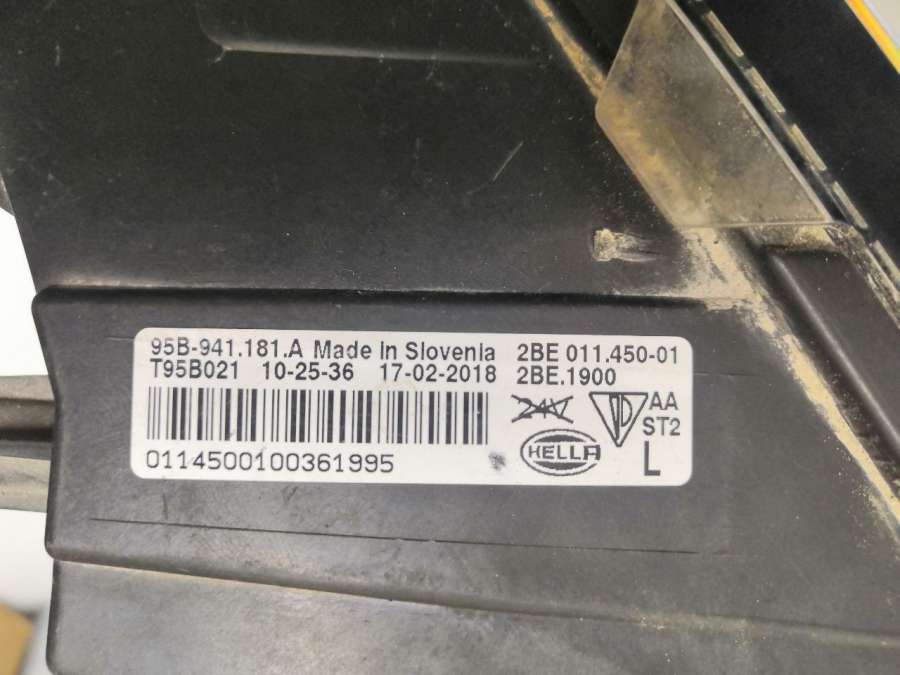 95B-941.181.A Made in Slovenia 2BE 011.450-01
T95B021 10-25-36 17-02-2018 2BE.1900
24V
AA
ST2
HELLA
L
0114500100361995